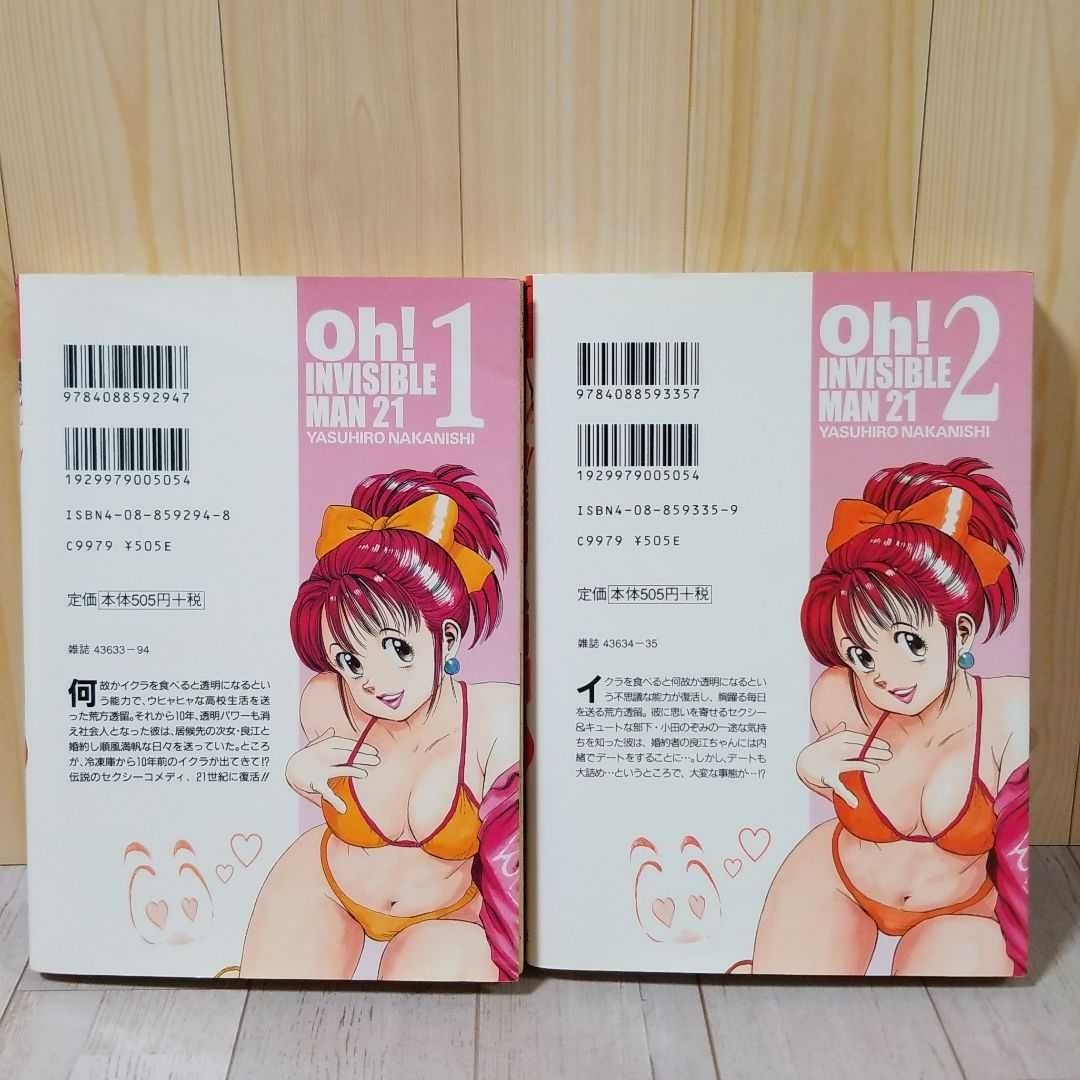 9784088592947
1929979005054
ISBN4-08-859294-8
C9979 ¥505E
定価 本体505円+税
雑誌 43633-94
何故かイクラを食べると透明になるとい
う能力で、ウヒャヒャな高校生活を送
った荒方透留。それから10年、透明パワーも消
え社会人となった彼は、居候先の次女・良江と
婚約し順風満帆な日々を送っていた。ところ
が、冷凍庫から10年前のイクラが出てきて!?
伝説のセクシーコメディ、21世紀に復活!!
Oh! 1
INVISIBLE
MAN 21
YASUHIRO NAKANISHI
9784088593357
1929979005054
ISBN4-08-859335-9
C9979 ¥505E
定価 本体505円+税
雑誌 43634-35
イクラを食べると何故か透明になるとい
う不思議な能力が復活し、胸躍る毎日
を送る荒方透留。彼に思いを寄せるセクシー
&キュートな部下・小田のぞみの一途な気持
ちを知った彼は、婚約者の良江ちゃんには内
緒でデートをすることに…。しかし、デートも
大詰め…というところで、大変な事態が…!?
Oh! 2
INVISIBLE
MAN 21
YASUHIRO NAKANISHI